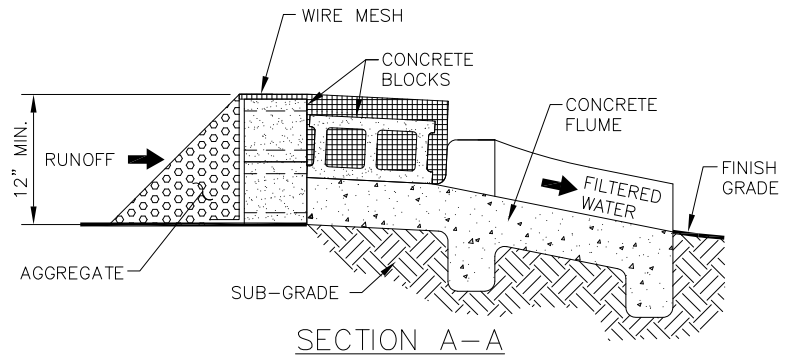 WIRE MESH
CONCRETE
BLOCKS
CONCRETE
FLUME
12" MIN.
RUNOFF
FINISH
GRADE
FILTERED
WATER
AGGREGATE
SUB-GRADE
SECTION A-A